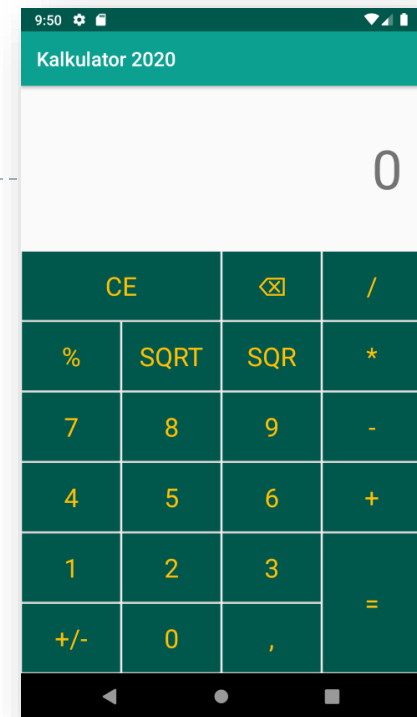 9:50
Kalkulator 2020
0
CE /
% SQRT SQR *
7 8 9 -
4 5 6 +
1 2 3
=
+/- 0 ,